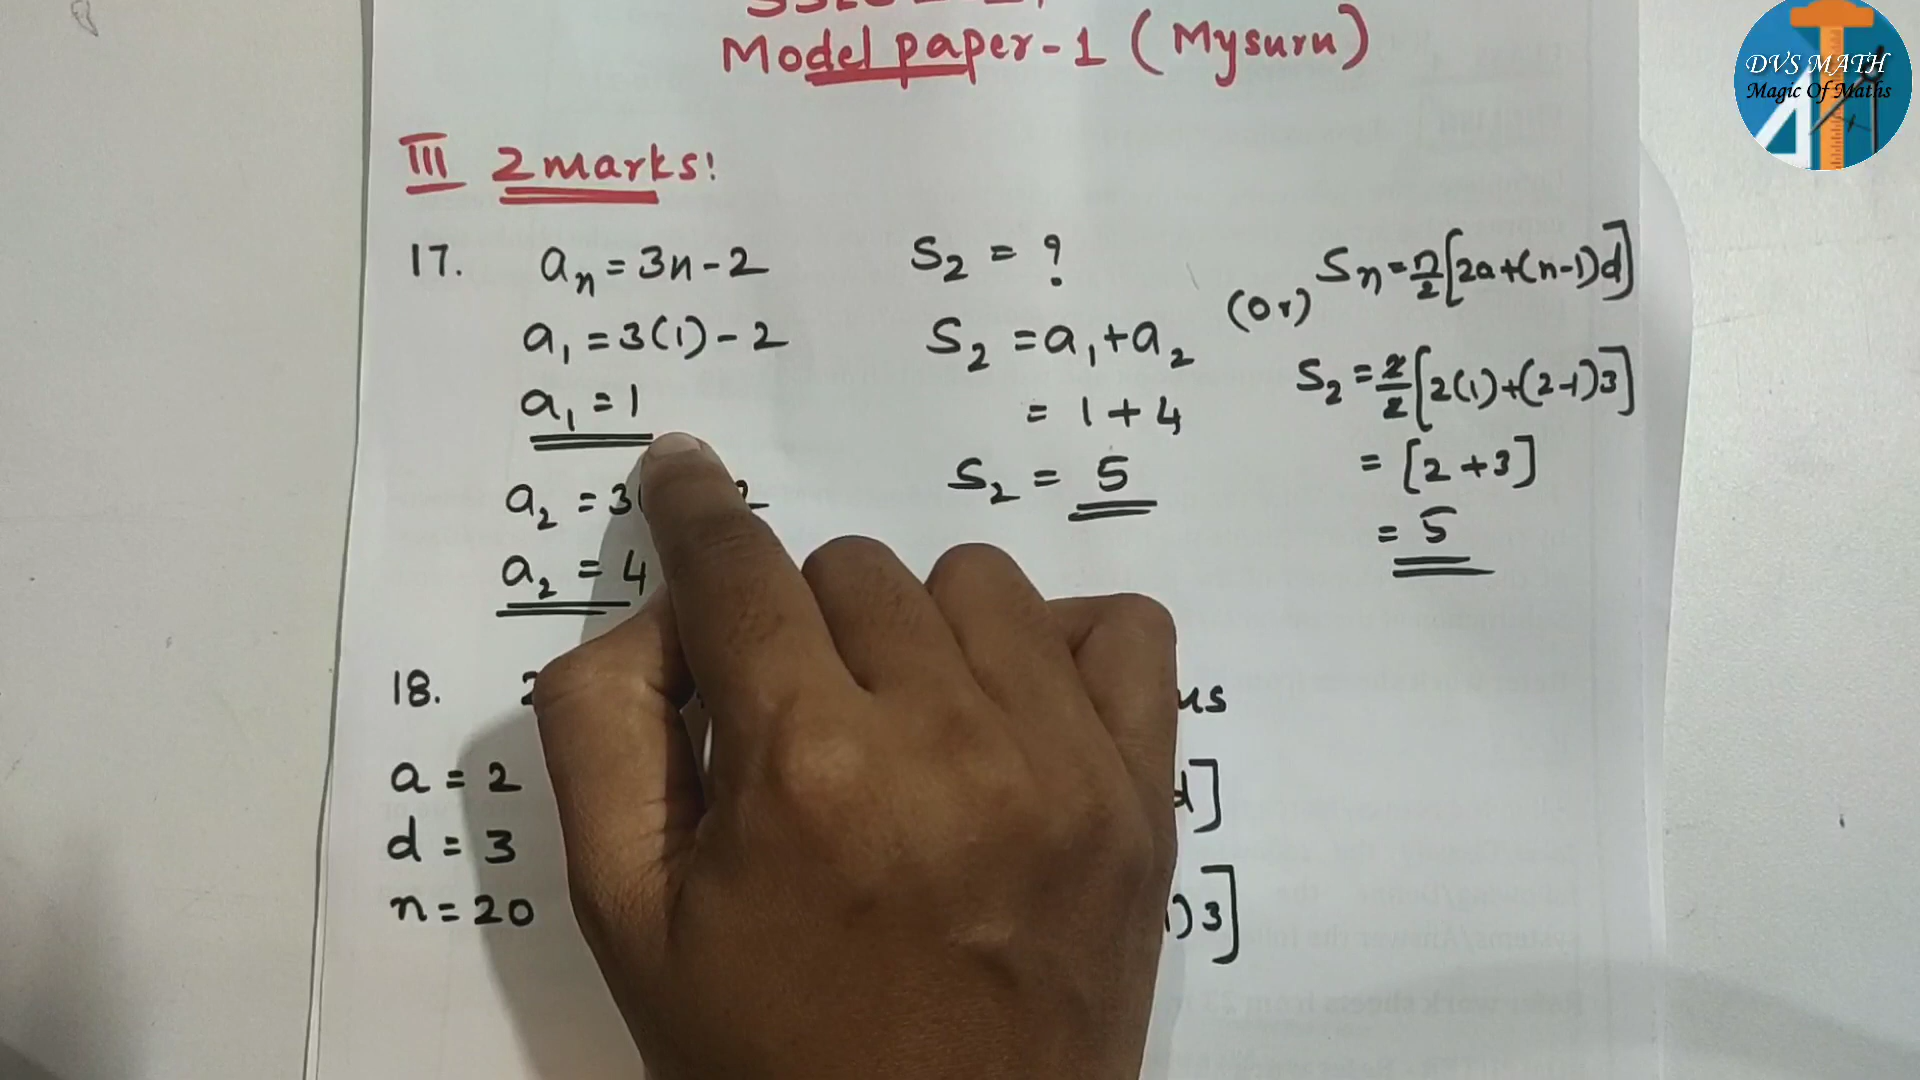 Model paper-1 (Mysuru)
DVS MATH
Magic Of Maths
III 2marks:
17. aₙ = 3n - 2
a₁ = 3(1) - 2
a₁ = 1
a₂ = 3( 2
a₂ = 4
S₂ = ?
S₂ = a₁ + a₂
= 1 + 4
S₂ = 5
(Or) Sₙ = n/2 [2a + (n-1)d]
S₂ = 2/2 [2(1) + (2-1)3]
= [2 + 3]
= 5
18.
a = 2
d = 3
n = 20
d]
)3]